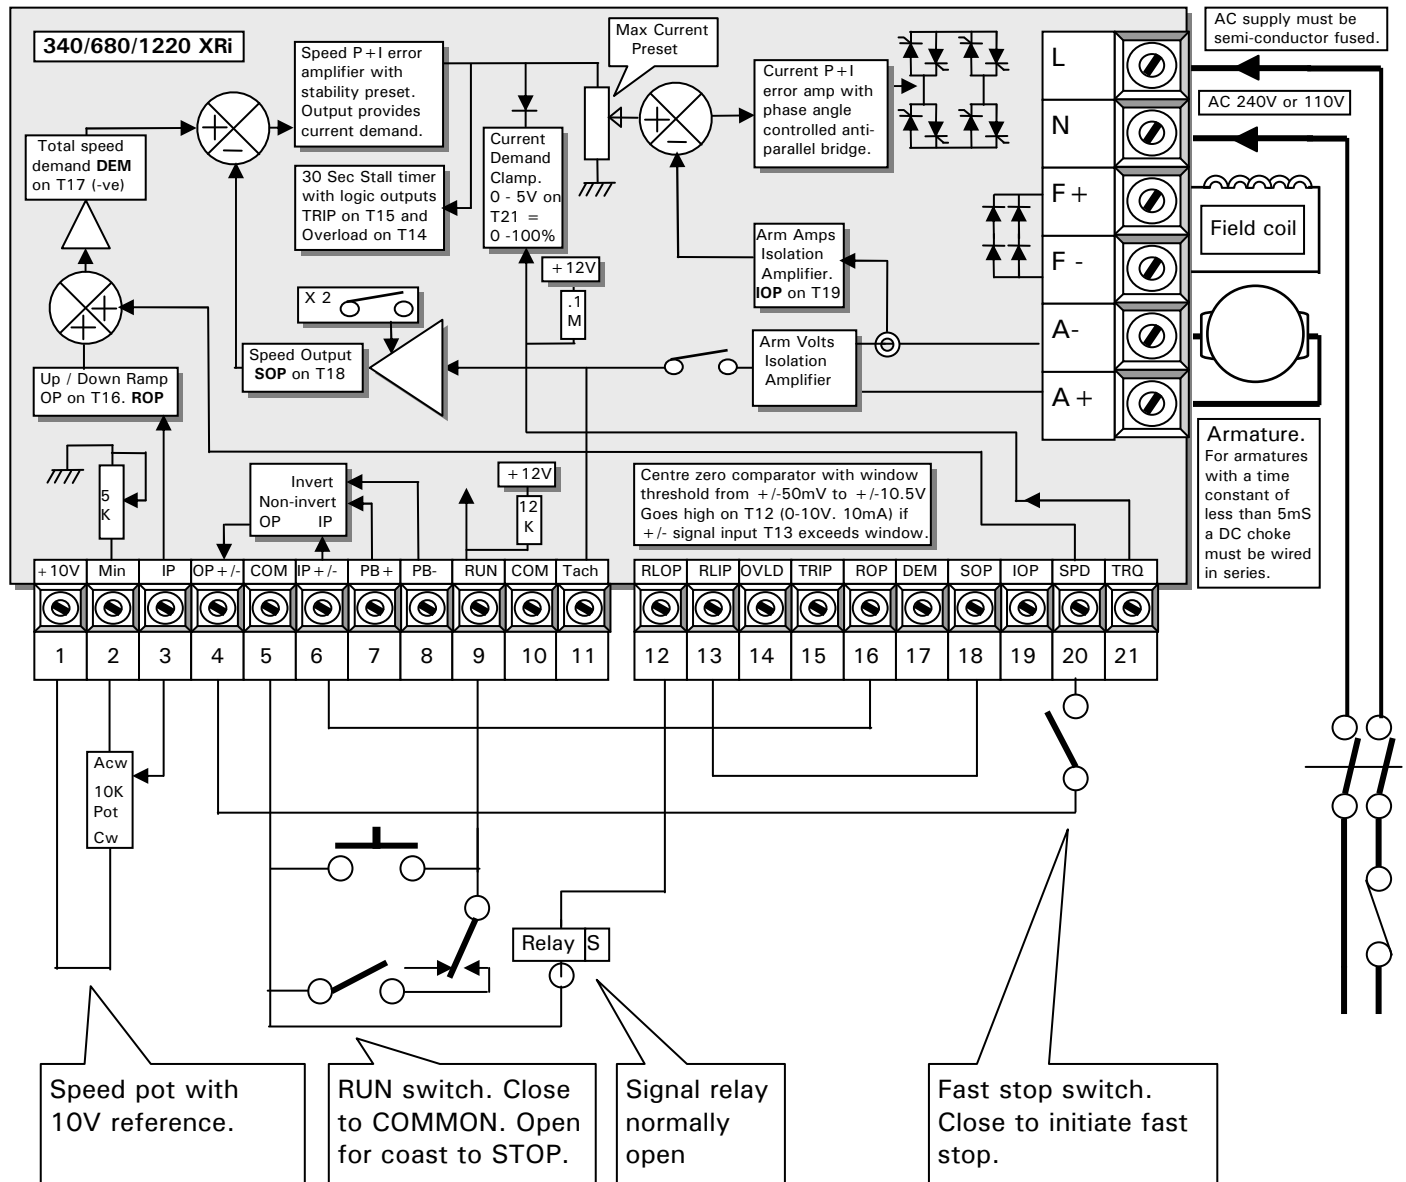 340/680/1220 XRi
Speed P+I error
amplifier with
stability preset.
Output provides
current demand.
Max Current
Preset
Current P+I
error amp with
phase angle
controlled anti-
parallel bridge.
AC supply must be
semi-conductor fused.
AC 240V or 110V
L
N
F+
F -
A-
A+
Field coil
Total speed
demand DEM
on T17 (-ve)
30 Sec Stall timer
with logic outputs
TRIP on T15 and
Overload on T14
Current
Demand
Clamp.
0 - 5V on
T21 =
0 -100%
+12V
.1
M
Arm Amps
Isolation
Amplifier.
IOP on T19
X 2
Speed Output
SOP on T18
Arm Volts
Isolation
Amplifier
Up / Down Ramp
OP on T16. ROP
5
K
Invert
Non-invert
OP IP
+12V
12
K
Centre zero comparator with window
threshold from +/-50mV to +/-10.5V
Goes high on T12 (0-10V. 10mA) if
+/- signal input T13 exceeds window.
Armature.
For armatures
with a time
constant of
less than 5mS
a DC choke
must be wired
in series.
+10V Min IP OP+/- COM IP+/- PB+ PB- RUN COM Tach RLOP RLIP OVLD TRIP ROP DEM SOP IOP SPD TRQ
1 2 3 4 5 6 7 8 9 10 11 12 13 14 15 16 17 18 19 20 21
Acw
10K
Pot
Cw
Relay S
Speed pot with
10V reference.
RUN switch. Close
to COMMON. Open
for coast to STOP.
Signal relay
normally
open
Fast stop switch.
Close to initiate fast
stop.